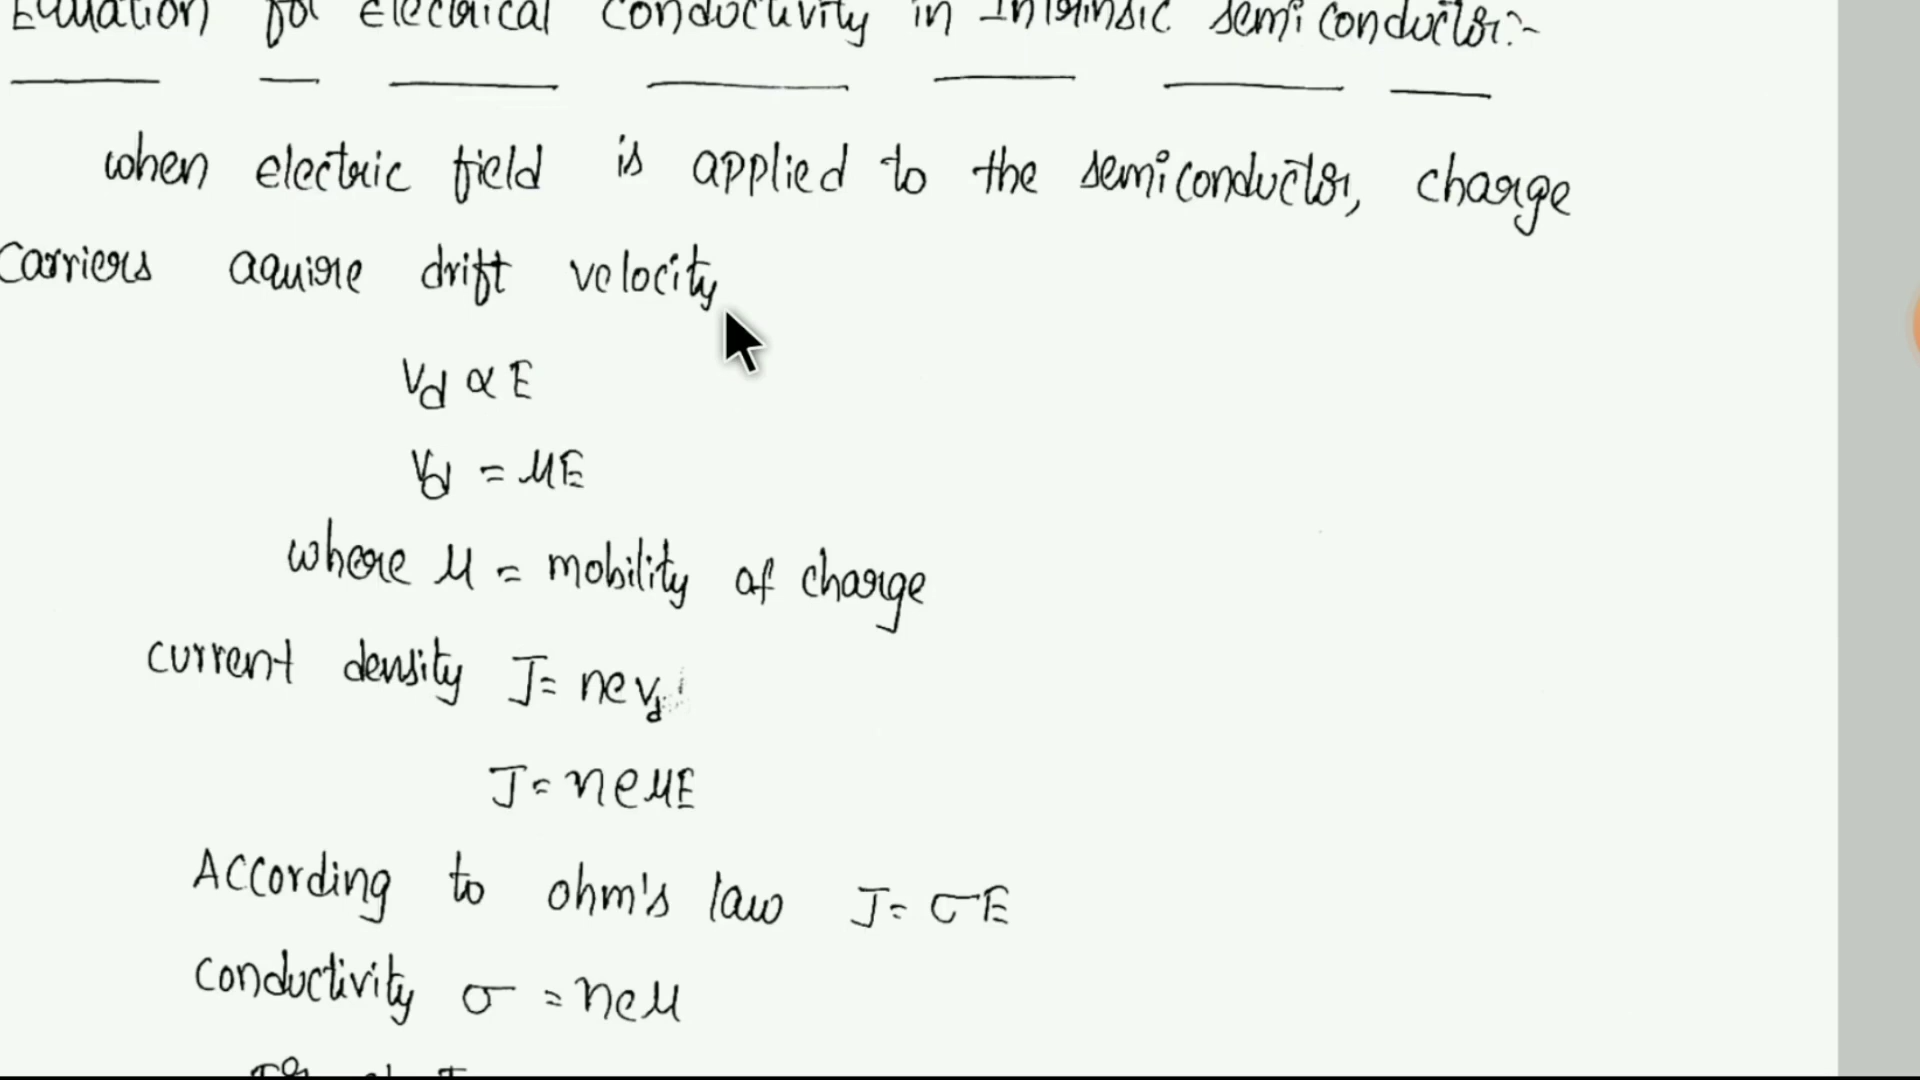 Equation for Electrical conductivity in Intrinsic semiconductor:-
when electric field is applied to the semiconductor, charge
carriers aquire drift velocity
Vd ∝ E
Vd = μE
where μ = mobility of charge
current density J= nevd
J= neμE
According to ohm's law J= σE
conductivity σ = neμ